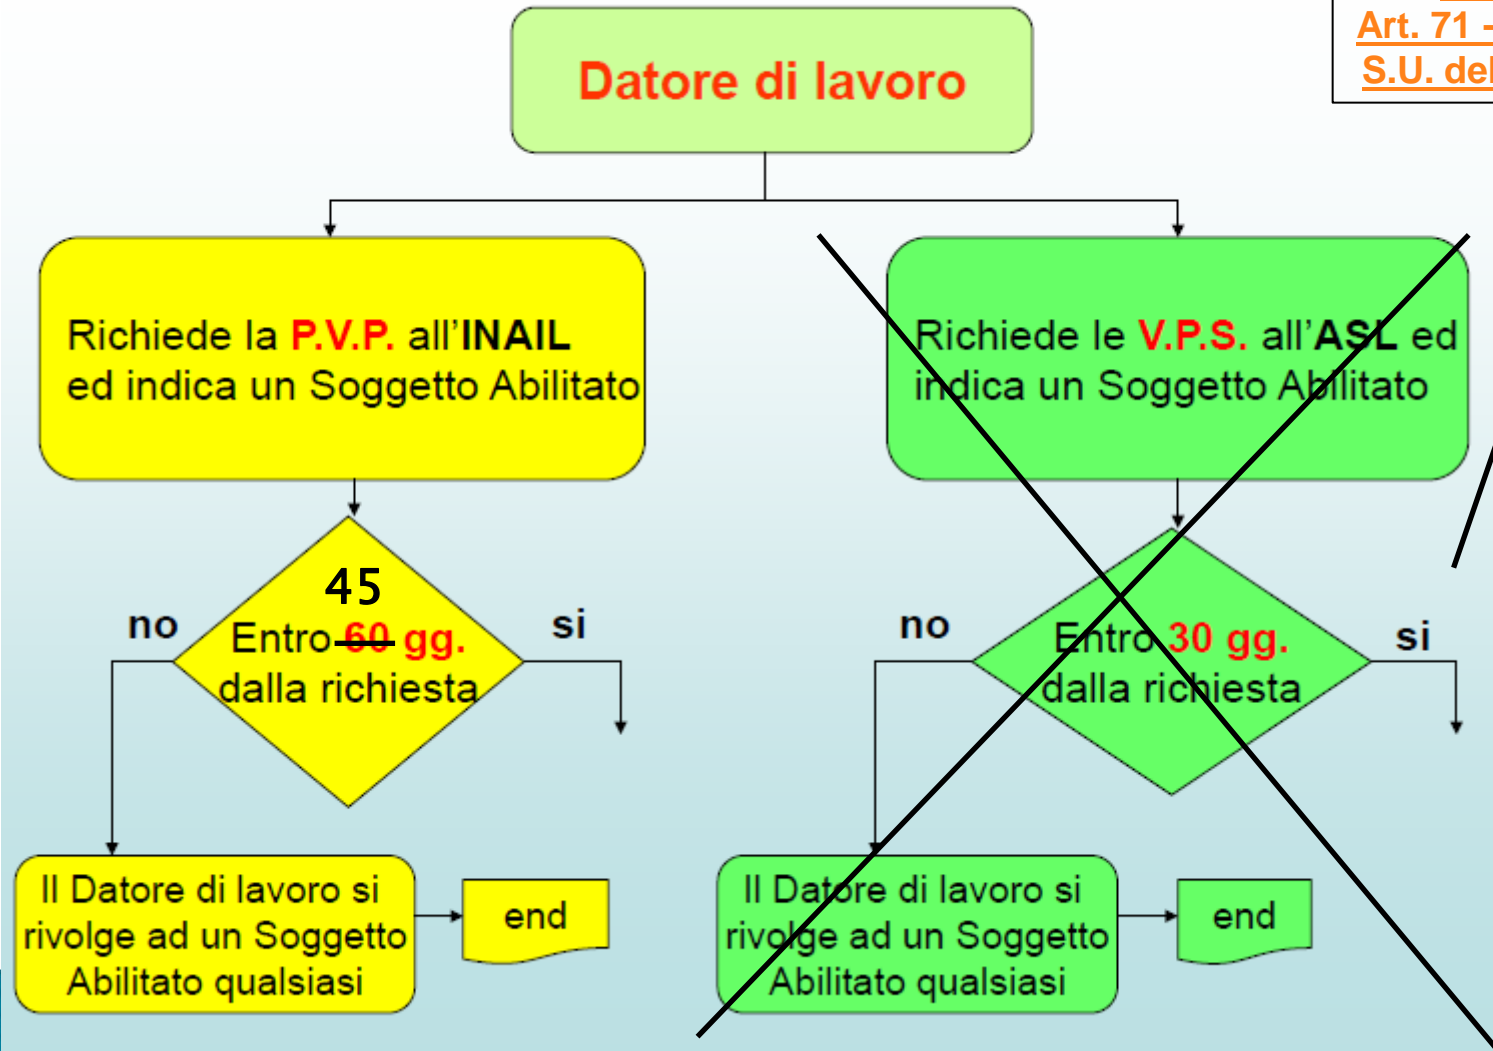 Art. 71 -
S.U. del
Datore di lavoro
Richiede la P.V.P. all'INAIL
ed indica un Soggetto Abilitato
Richiede le V.P.S. all'ASL ed
indica un Soggetto Abilitato
45
no
si
Entro 60 gg.
dalla richiesta
no
si
Entro 30 gg.
dalla richiesta
Il Datore di lavoro si
rivolge ad un Soggetto
Abilitato qualsiasi
end
Il Datore di lavoro si
rivolge ad un Soggetto
Abilitato qualsiasi
end